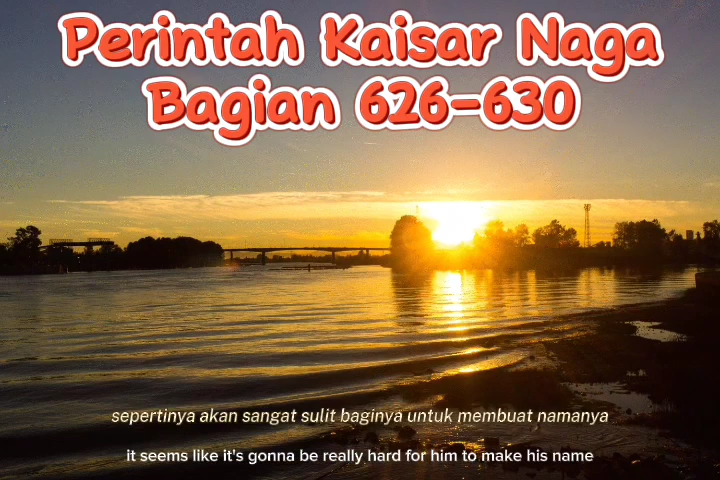 Perintah Kaisar Naga
Bagian 626-630
sepertinya akan sangat sulit baginya untuk membuat namanya
it seems like it's gonna be really hard for him to make his name